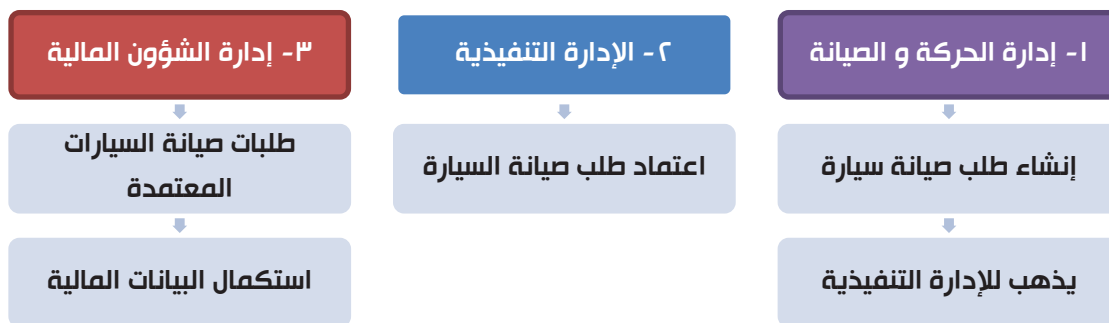 ١- إدارة الحركة و الصيانة
إنشاء طلب صيانة سيارة
يذهب للإدارة التنفيذية
٢- الإدارة التنفيذية
اعتماد طلب صيانة السيارة
٣- إدارة الشؤون المالية
طلبات صيانة السيارات
المعتمدة
استكمال البيانات المالية